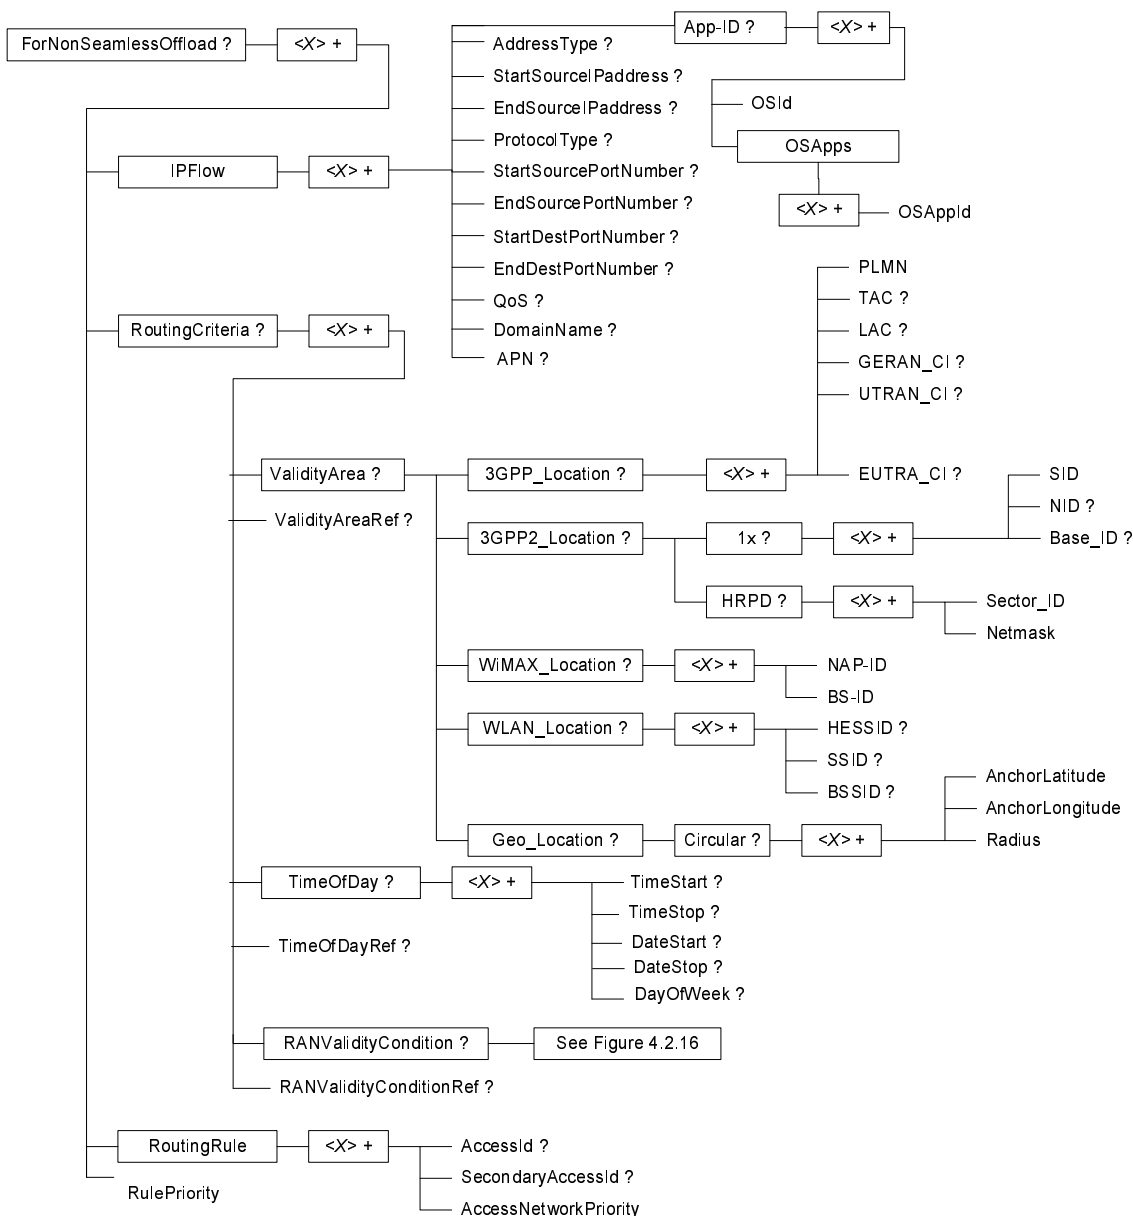 ForNonSeamlessOffload ?
<X> +
App-ID ?
<X> +
AddressType ?
StartSourceIPaddress ?
EndSourceIPaddress ?
OSId
ProtocolType ?
OSApps
IPFlow
<X> +
StartSourcePortNumber ?
EndSourcePortNumber ?
<X> +
OSAppId
StartDestPortNumber ?
EndDestPortNumber ?
PLMN
QoS ?
TAC ?
RoutingCriteria ?
<X> +
DomainName ?
LAC ?
APN ?
GERAN_CI ?
UTRAN_CI ?
ValidityArea ?
3GPP_Location ?
<X> +
EUTRA_CI ?
SID
NID ?
ValidityAreaRef ?
3GPP2_Location ?
1x ?
<X> +
Base_ID ?
HRPD ?
<X> +
Sector_ID
Netmask
WiMAX_Location ?
<X> +
NAP-ID
BS-ID
WLAN_Location ?
<X> +
HESSID ?
SSID ?
BSSID ?
AnchorLatitude
AnchorLongitude
Geo_Location ?
Circular ?
<X> +
Radius
TimeOfDay ?
<X> +
TimeStart ?
TimeStop ?
TimeOfDayRef ?
DateStart ?
DateStop ?
DayOfWeek ?
RANValidityCondition ?
See Figure 4.2.16
RANValidityConditionRef ?
RoutingRule
<X> +
AccessId ?
SecondaryAccessId ?
RulePriority
AccessNetworkPriority